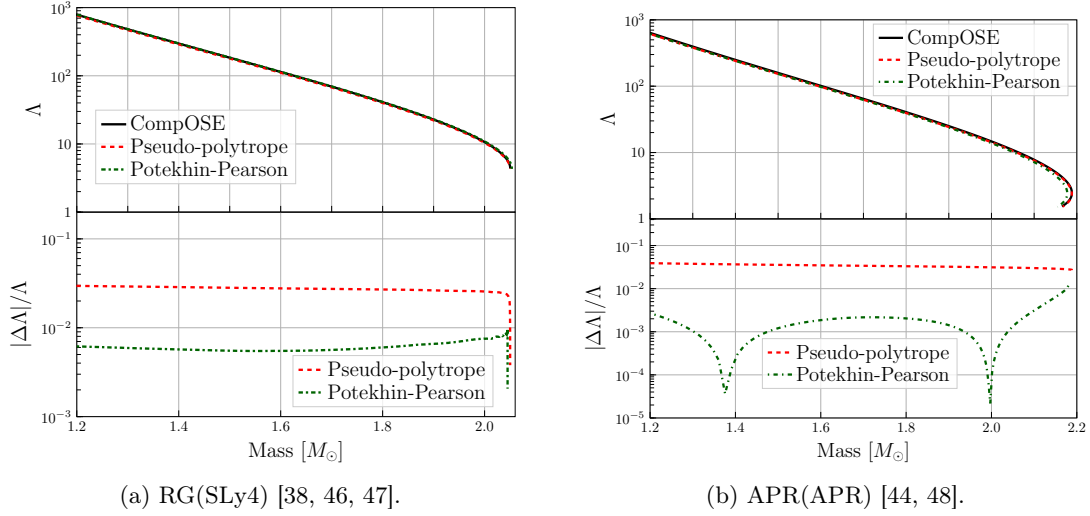 10³
10²
10
1
Λ
CompOSE
Pseudo-polytrope
Potekhin-Pearson
10⁻¹
10⁻²
10⁻³
|ΔΛ|/Λ
Pseudo-polytrope
Potekhin-Pearson
1.2 1.4 1.6 1.8 2.0
Mass [M⊙]
(a) RG(SLy4) [38, 46, 47].
10³
10²
10
1
Λ
CompOSE
Pseudo-polytrope
Potekhin-Pearson
10⁻¹
10⁻²
10⁻³
10⁻⁴
10⁻⁵
|ΔΛ|/Λ
Pseudo-polytrope
Potekhin-Pearson
1.2 1.4 1.6 1.8 2.0 2.2
Mass [M⊙]
(b) APR(APR) [44, 48].